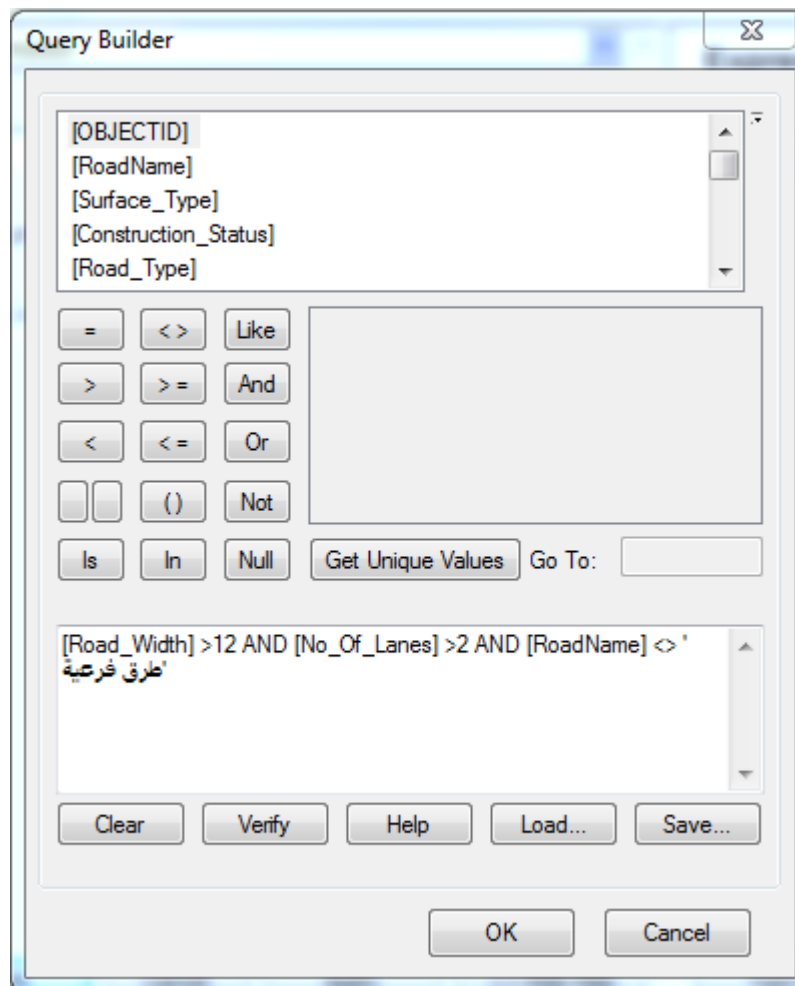 Query Builder
[OBJECTID]
[RoadName]
[Surface_Type]
[Construction_Status]
[Road_Type]
= < > Like
> > = And
< < = Or
( ) Not
Is In Null Get Unique Values Go To:
[Road_Width] >12 AND [No_Of_Lanes] >2 AND [RoadName] <> '
طرق فرعية'
Clear Verify Help Load... Save...
OK Cancel